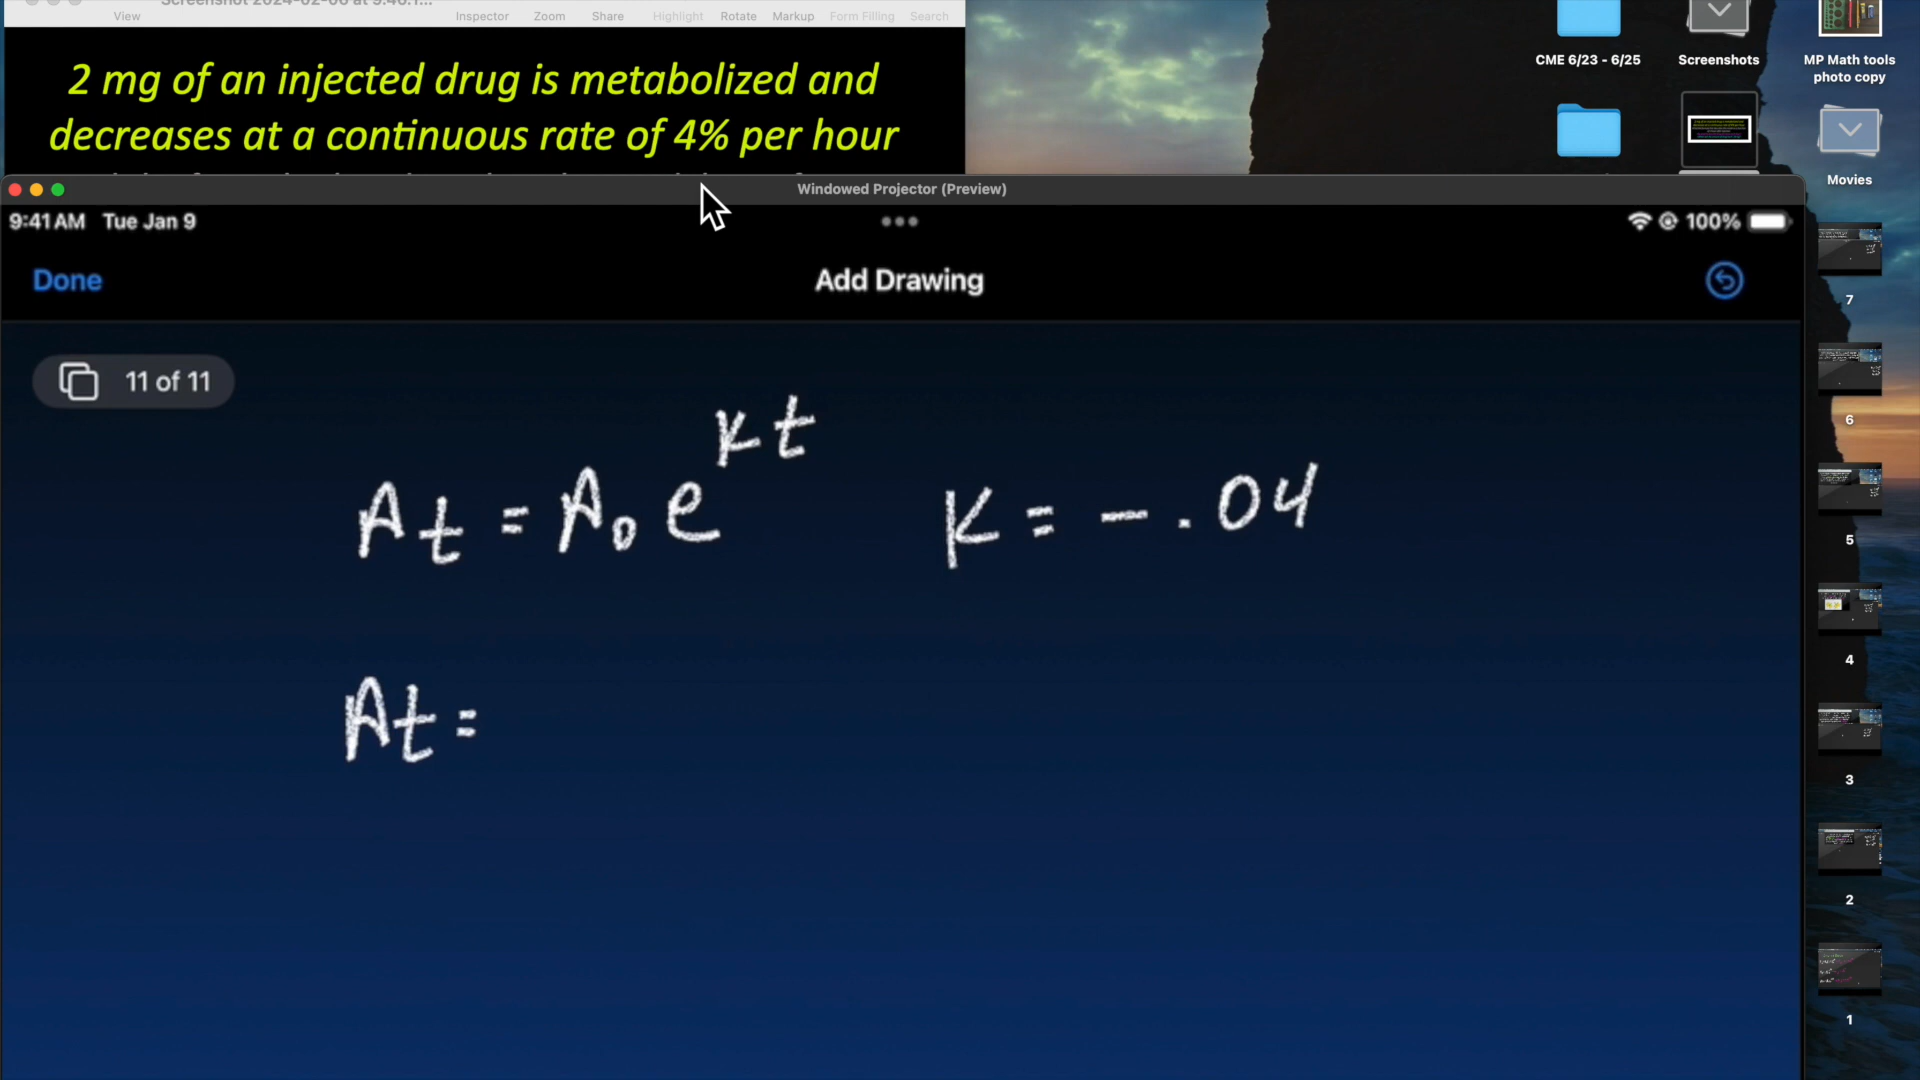 View Inspector Zoom Share Highlight Rotate Markup Form Filling Search
2 mg of an injected drug is metabolized and
decreases at a continuous rate of 4% per hour
CME 6/23 - 6/25
Screenshots
MP Math tools
photo copy
Movies
Windowed Projector (Preview)
9:41 AM Tue Jan 9
100%
Done
Add Drawing
11 of 11
At = A₀ e^kt
K = - .04
At =
7
6
5
4
3
2
1